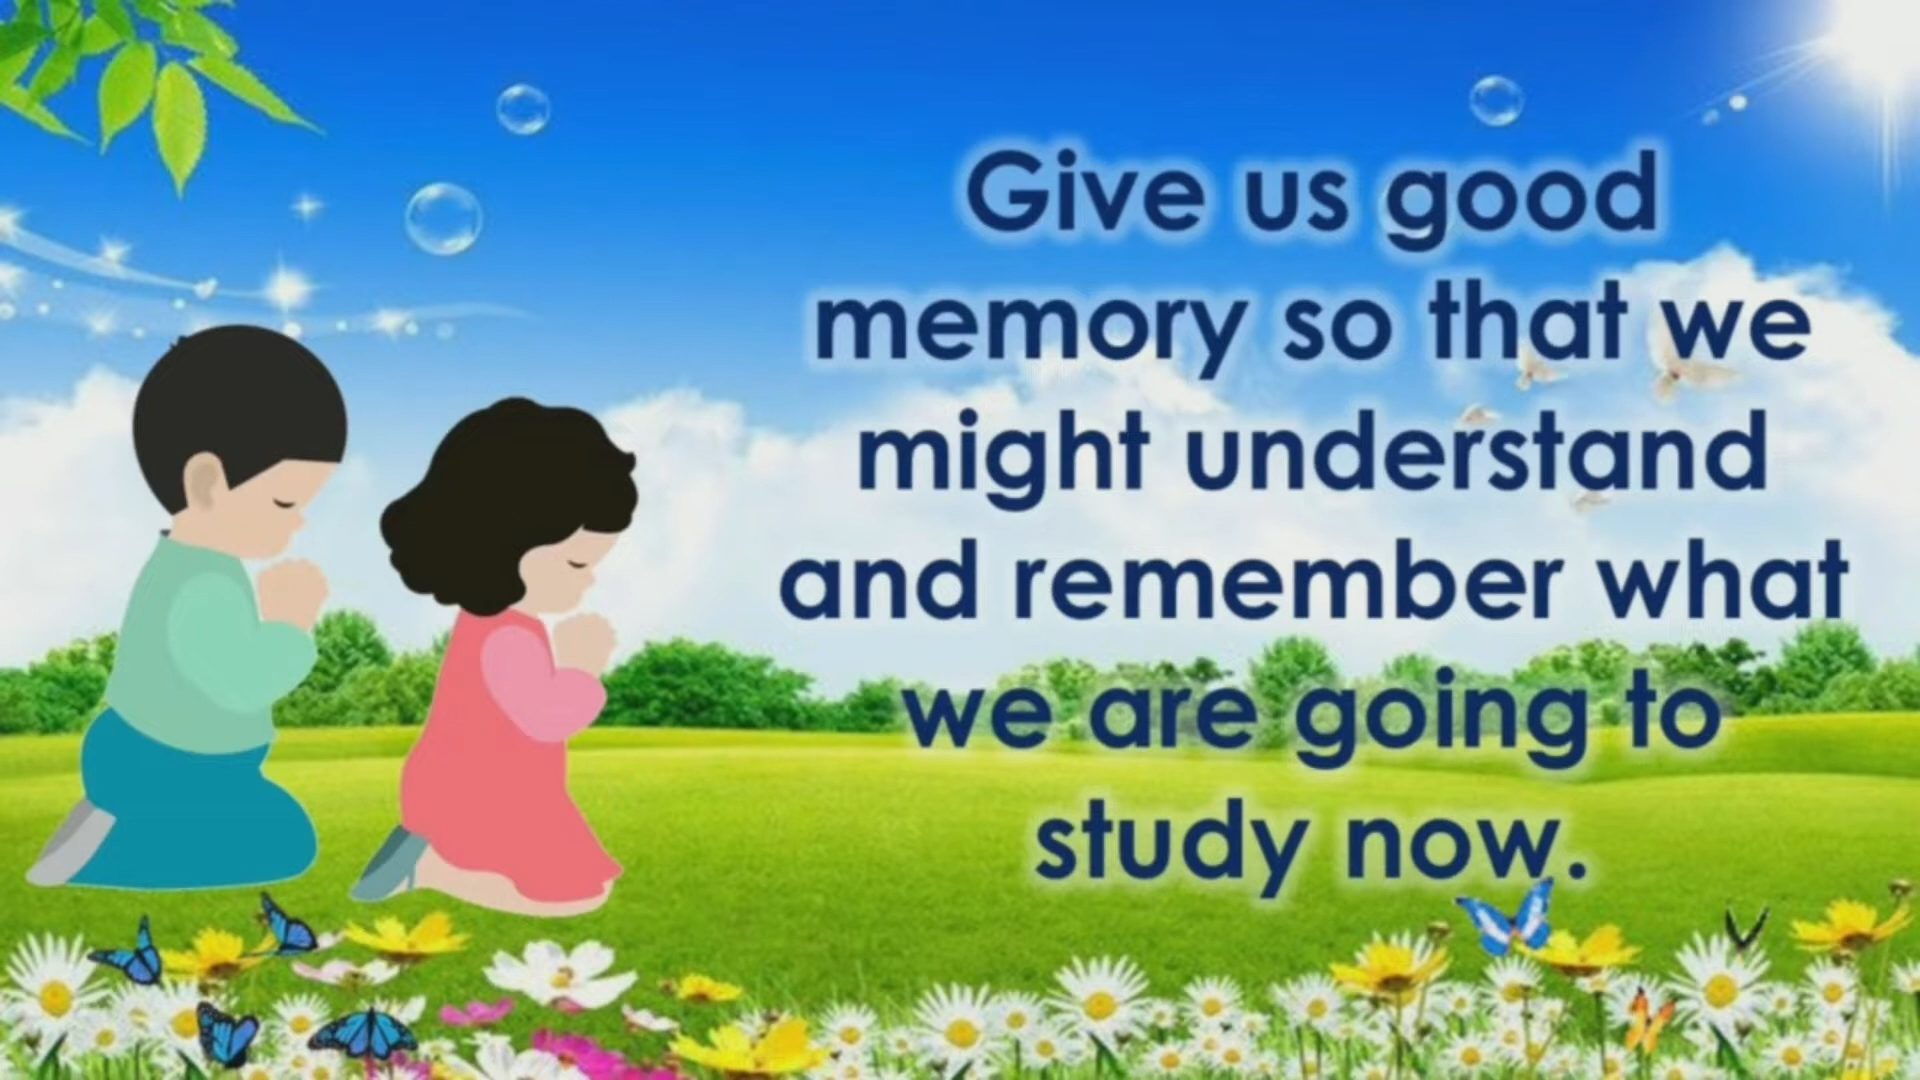 Give us good
memory so that we
might understand
and remember what
we are going to
study now.